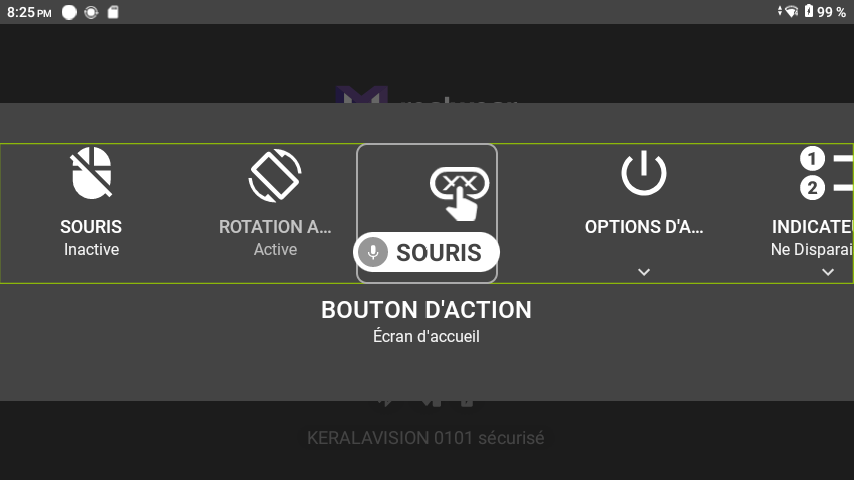 8:25 PM
99 %
SOURIS
Inactive
ROTATION A...
Active
XX
SOURIS
OPTIONS D'A...
1
2
INDICATE
Ne Disparai
BOUTON D'ACTION
Écran d'accueil
KERALAVISION 0101 sécurisé